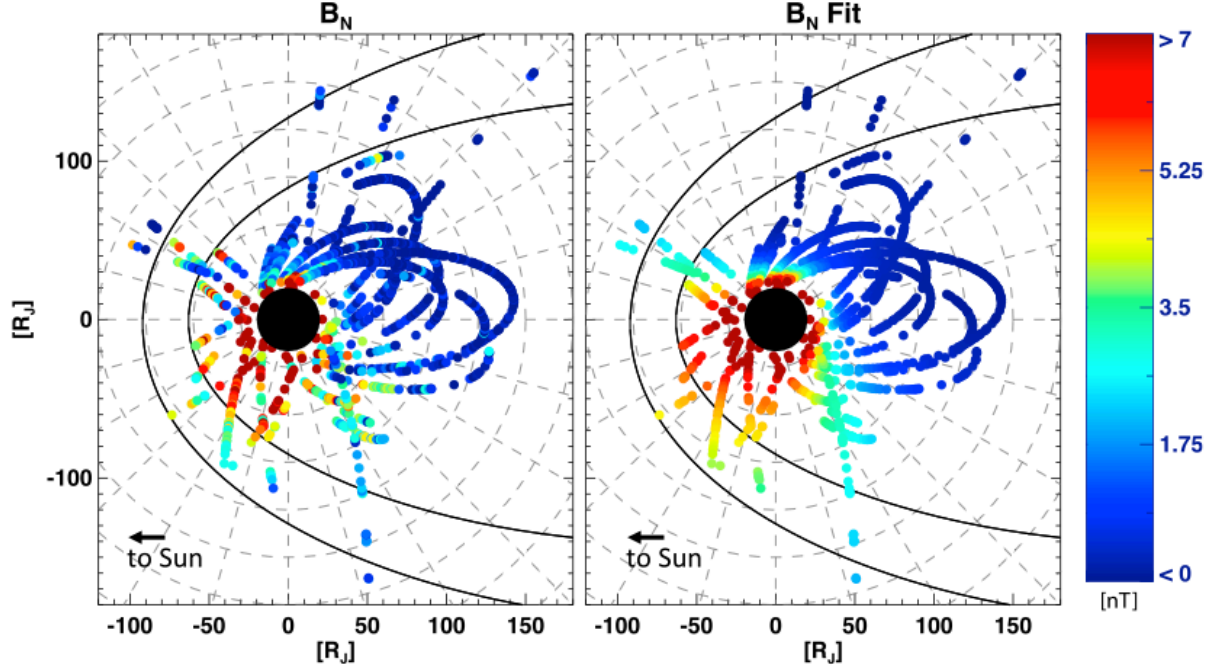 B_N
B_N Fit
> 7
5.25
3.5
1.75
< 0
[nT]
100
0
-100
[R_J]
to Sun
to Sun
-100 -50 0 50 100 150
-100 -50 0 50 100 150
[R_J]
[R_J]